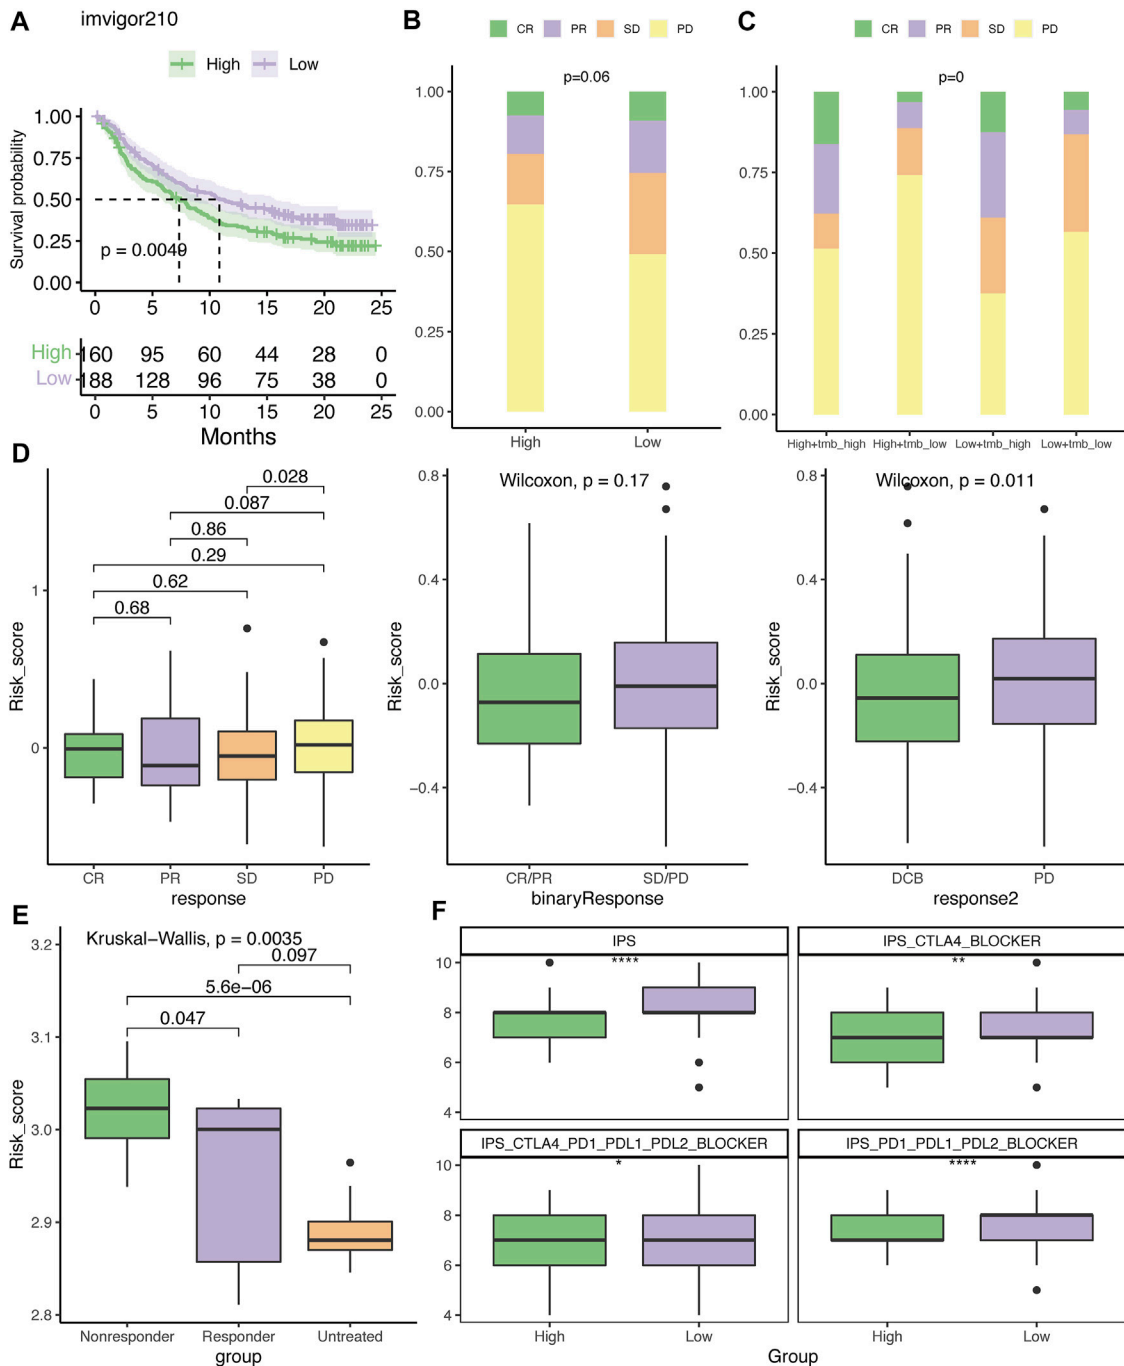 A
imvigor210
High
Low
Survival probability
1.00
0.75
0.50
0.25
0.00
p = 0.0049
0 5 10 15 20 25
High 160 95 60 44 28 0
Low 188 128 96 75 38 0
0 5 10 15 20 25
Months
B
CR PR SD PD
p=0.06
1.00
0.75
0.50
0.25
0.00
High Low
C
CR PR SD PD
p=0
1.00
0.75
0.50
0.25
0.00
High+tmb_high High+tmb_low Low+tmb_high Low+tmb_low
D
0.028
0.087
0.86
0.29
0.62
0.68
Risk_score
1
0
CR PR SD PD
response
Wilcoxon, p = 0.17
Risk_score
0.8
0.4
0.0
−0.4
CR/PR SD/PD
binaryResponse
Wilcoxon, p = 0.011
Risk_score
0.8
0.4
0.0
−0.4
DCB PD
response2
E
Kruskal−Wallis, p = 0.0035
0.097
5.6e−06
0.047
Risk_score
3.2
3.1
3.0
2.9
2.8
Nonresponder Responder Untreated
group
F
IPS
****
IPS_CTLA4_BLOCKER
**
10
8
6
4
IPS_CTLA4_PD1_PDL1_PDL2_BLOCKER
*
IPS_PD1_PDL1_PDL2_BLOCKER
****
10
8
6
4
High Low High Low
Group